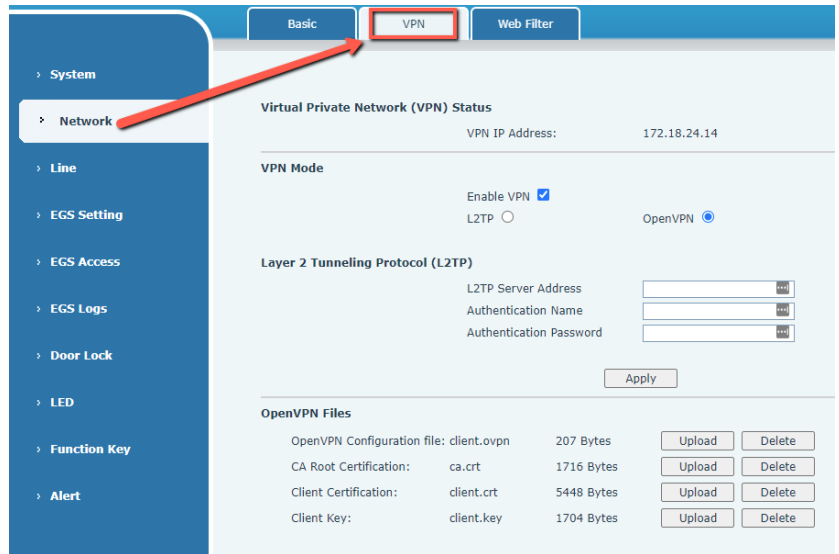 Basic VPN Web Filter
System
Network
Line
EGS Setting
EGS Access
EGS Logs
Door Lock
LED
Function Key
Alert
Virtual Private Network (VPN) Status
VPN IP Address: 172.18.24.14
VPN Mode
Enable VPN
L2TP OpenVPN
Layer 2 Tunneling Protocol (L2TP)
L2TP Server Address
Authentication Name
Authentication Password
Apply
OpenVPN Files
OpenVPN Configuration file: client.ovpn 207 Bytes Upload Delete
CA Root Certification: ca.crt 1716 Bytes Upload Delete
Client Certification: client.crt 5448 Bytes Upload Delete
Client Key: client.key 1704 Bytes Upload Delete